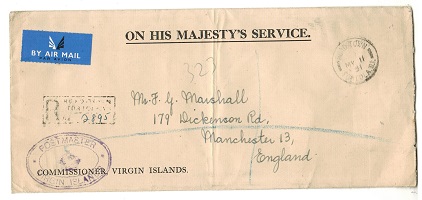 ON HIS MAJESTY'S SERVICE.
BY AIR MAIL
323
Mr. F. G. Marshall
179 Dickenson Rd,
Manchester 13,
England
R
2895
POSTMASTER
COMMISSIONER, VIRGIN ISLANDS.